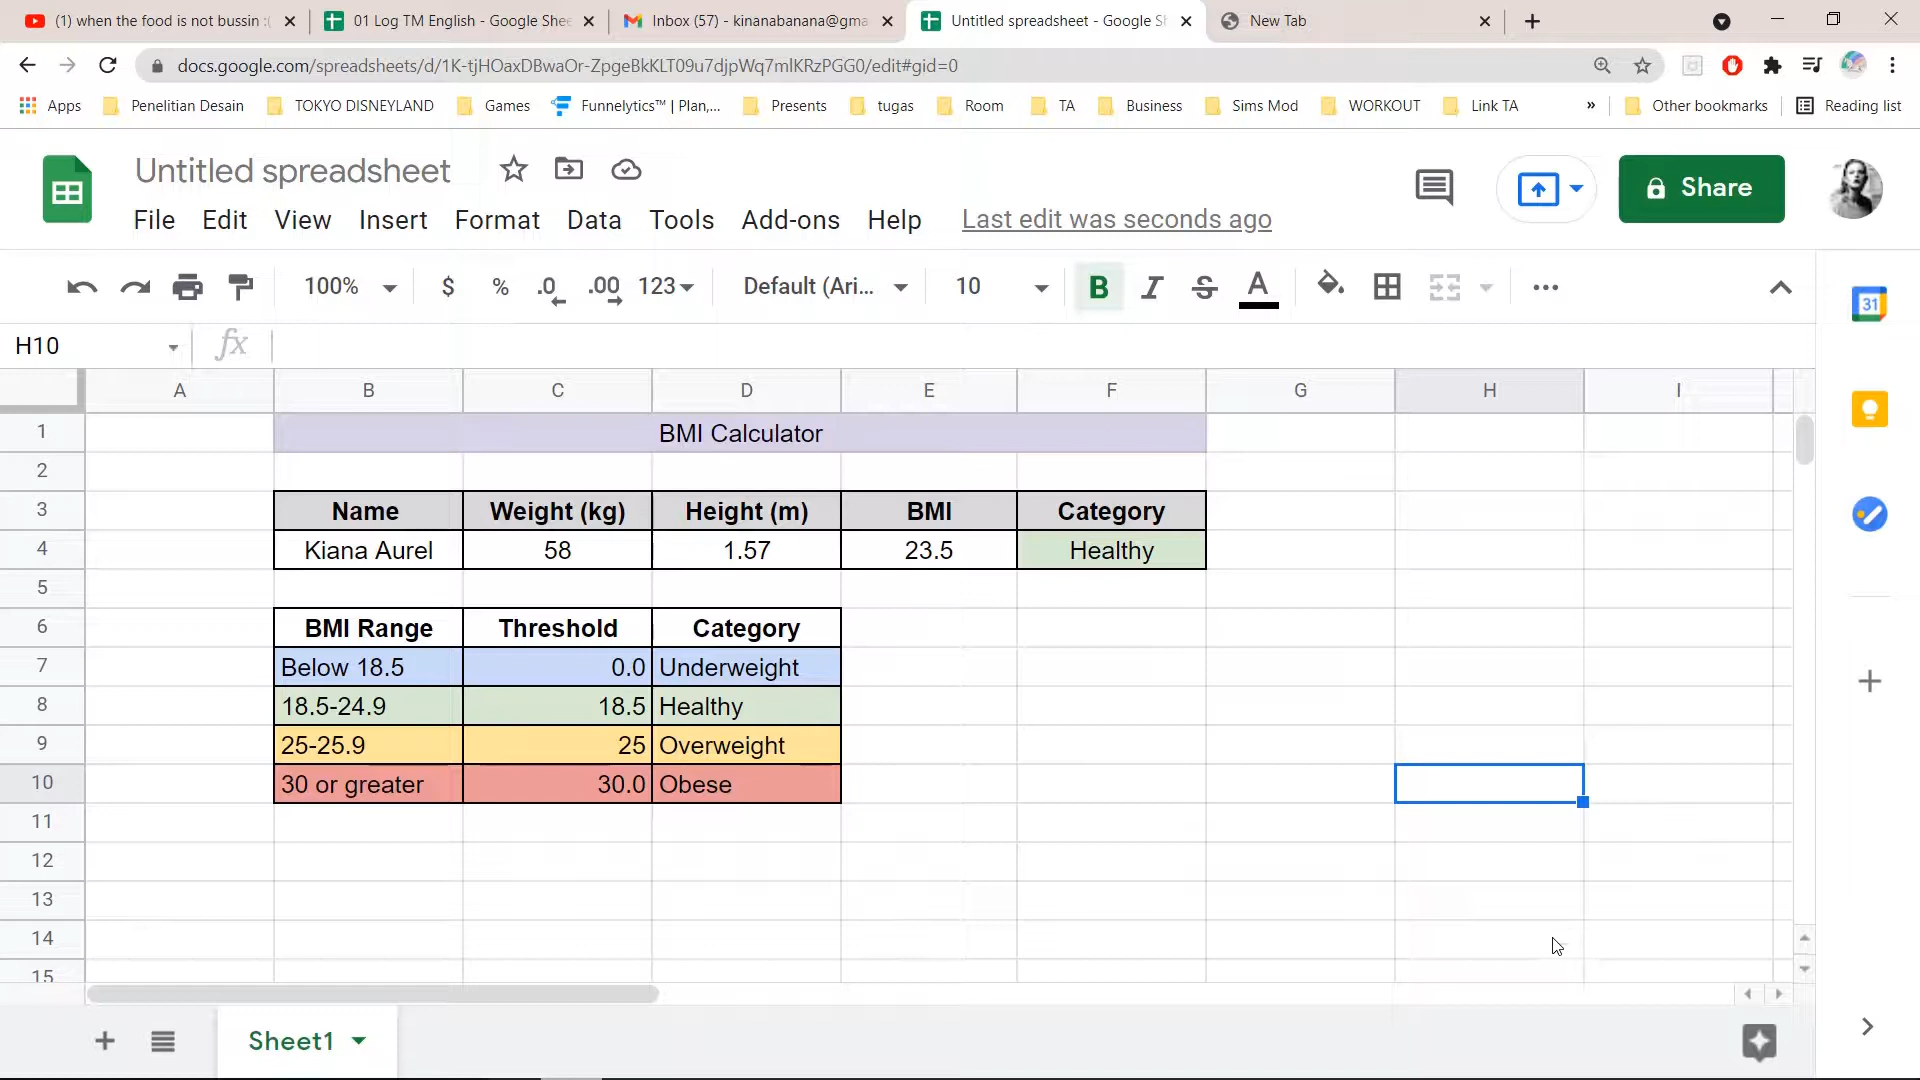 (1) when the food is not bussin :(
01 Log TM English - Google Shee
Inbox (57) - kinanabanana@gma
Untitled spreadsheet - Google Sh
New Tab
docs.google.com/spreadsheets/d/1K-tjHOaxDBwaOr-ZpgeBkKLT09u7djpWq7mlKRzPGG0/edit#gid=0
Apps Penelitian Desain TOKYO DISNEYLAND Games Funnelytics™ | Plan,... Presents tugas Room TA Business Sims Mod WORKOUT Link TA » Other bookmarks Reading list
Untitled spreadsheet
Share
File Edit View Insert Format Data Tools Add-ons Help Last edit was seconds ago
100% $ % .0 .00 123 Default (Ari... 10 B I S A
31
H10 fx
A B C D E F G H I
1 BMI Calculator
2
3 Name Weight (kg) Height (m) BMI Category
4 Kiana Aurel 58 1.57 23.5 Healthy
5
6 BMI Range Threshold Category
7 Below 18.5 0.0 Underweight
8 18.5-24.9 18.5 Healthy
9 25-25.9 25 Overweight
10 30 or greater 30.0 Obese
11
12
13
14
15
Sheet1